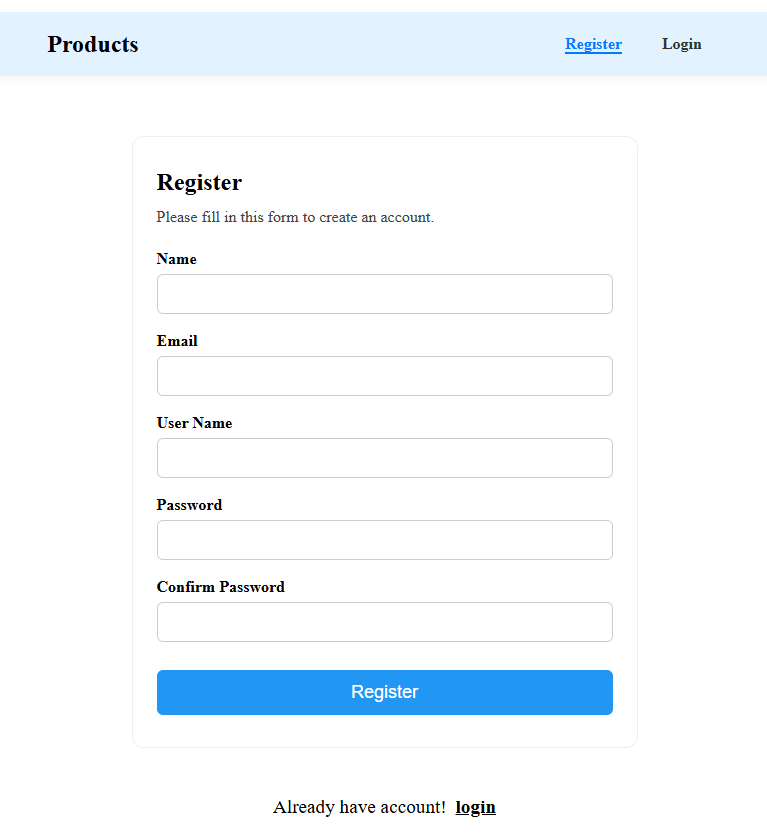 Products Register Login
Register
Please fill in this form to create an account.
Name
Email
User Name
Password
Confirm Password
Register
Already have account! login